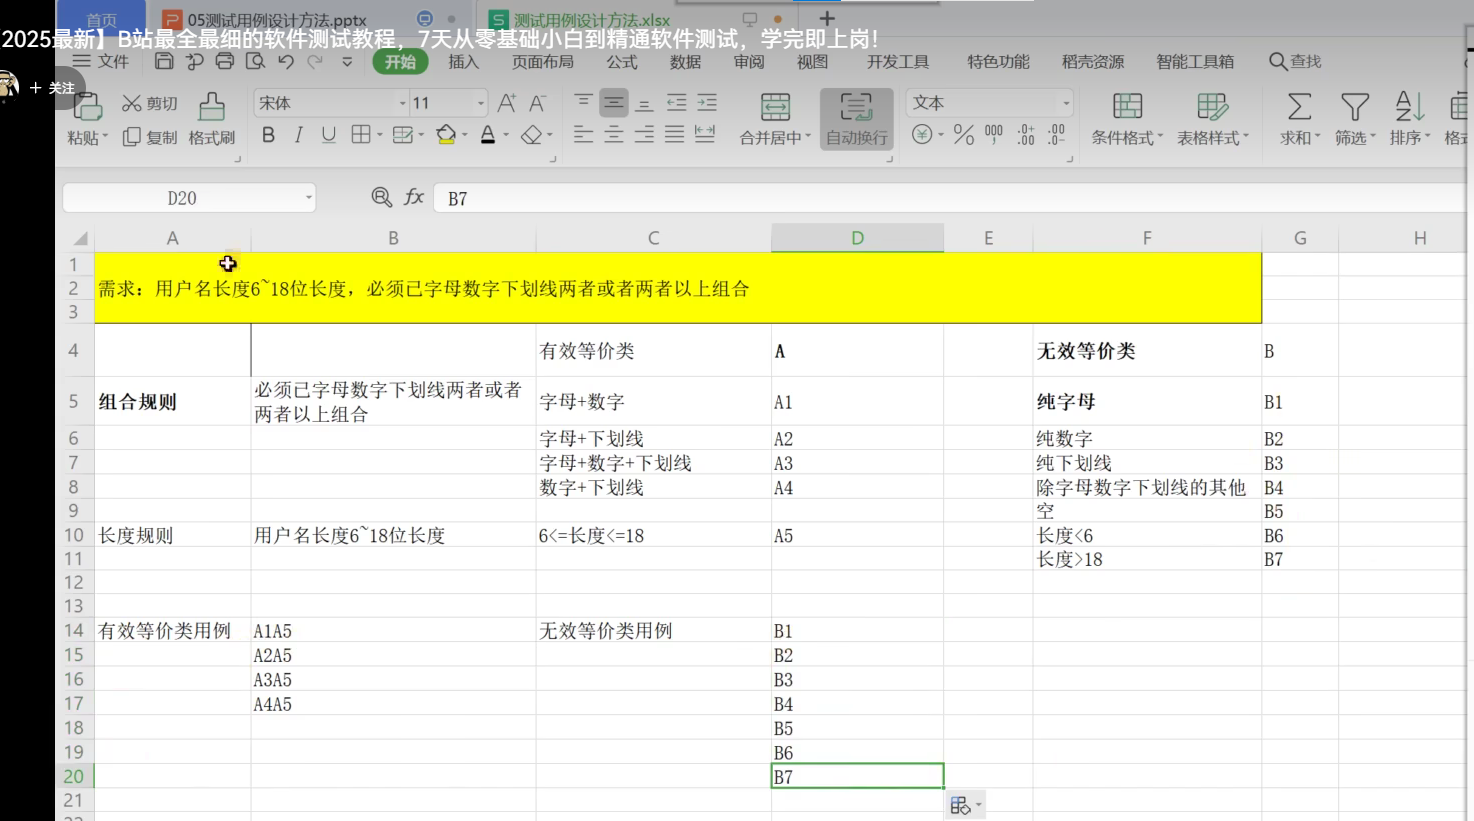 首页
05测试用例设计方法.pptx
测试用例设计方法.xlsx
2025最新】B站最全最细的软件测试教程，7天从零基础小白到精通软件测试，学完即上岗!
文件 开始 插入 页面布局 公式 数据 审阅 视图 开发工具 特色功能 稻壳资源 智能工具箱 查找
+ 关注
剪切
宋体 11
文本
粘贴 复制 格式刷
B I U A
合并居中 自动换行
条件格式 表格样式 求和 筛选 排序
D20 fx B7
A B C D E F G H
1
2 需求：用户名长度6~18位长度，必须已字母数字下划线两者或者两者以上组合
3
4 有效等价类 A 无效等价类 B
5 组合规则 必须已字母数字下划线两者或者 字母+数字 A1 纯字母 B1
两者以上组合
6 字母+下划线 A2 纯数字 B2
7 字母+数字+下划线 A3 纯下划线 B3
8 数字+下划线 A4 除字母数字下划线的其他 B4
9 空 B5
10 长度规则 用户名长度6~18位长度 6<=长度<=18 A5 长度<6 B6
11 长度>18 B7
12
13
14 有效等价类用例 A1A5 无效等价类用例 B1
15 A2A5 B2
16 A3A5 B3
17 A4A5 B4
18 B5
19 B6
20 B7
21